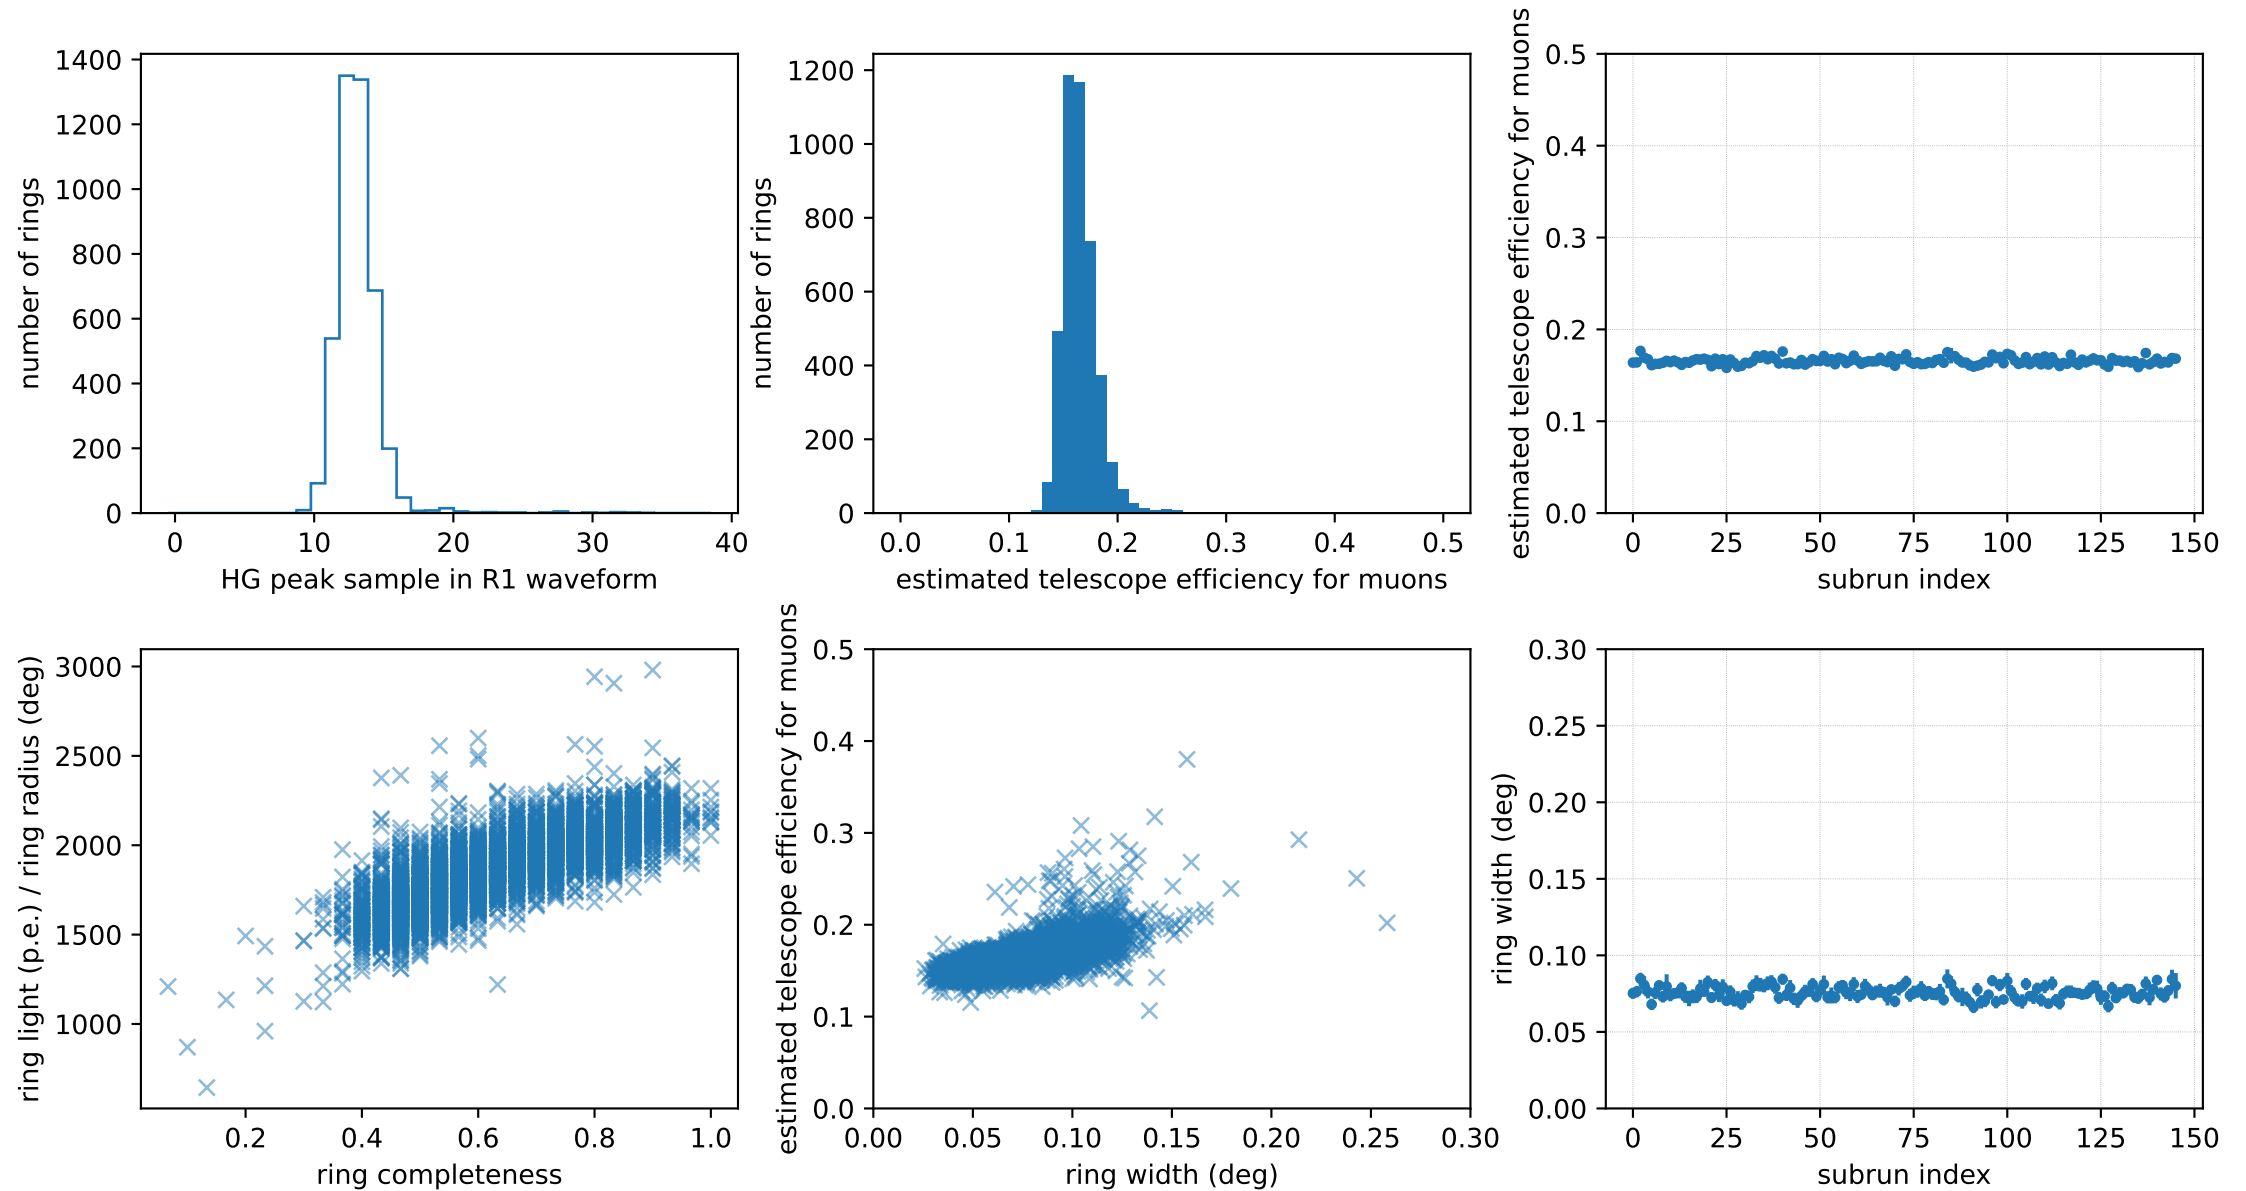 1400
1200
1000
800
600
400
200
0
number of rings
0 10 20 30 40
HG peak sample in R1 waveform
1200
1000
800
600
400
200
0
number of rings
0.0 0.1 0.2 0.3 0.4 0.5
estimated telescope efficiency for muons
0.5
0.4
0.3
0.2
0.1
0.0
estimated telescope efficiency for muons
0 25 50 75 100 125 150
subrun index
3000
2500
2000
1500
1000
ring light (p.e.) / ring radius (deg)
0.2 0.4 0.6 0.8 1.0
ring completeness
0.5
0.4
0.3
0.2
0.1
0.0
estimated telescope efficiency for muons
0.00 0.05 0.10 0.15 0.20 0.25 0.30
ring width (deg)
0.30
0.25
0.20
0.15
0.10
0.05
0.00
ring width (deg)
0 25 50 75 100 125 150
subrun index